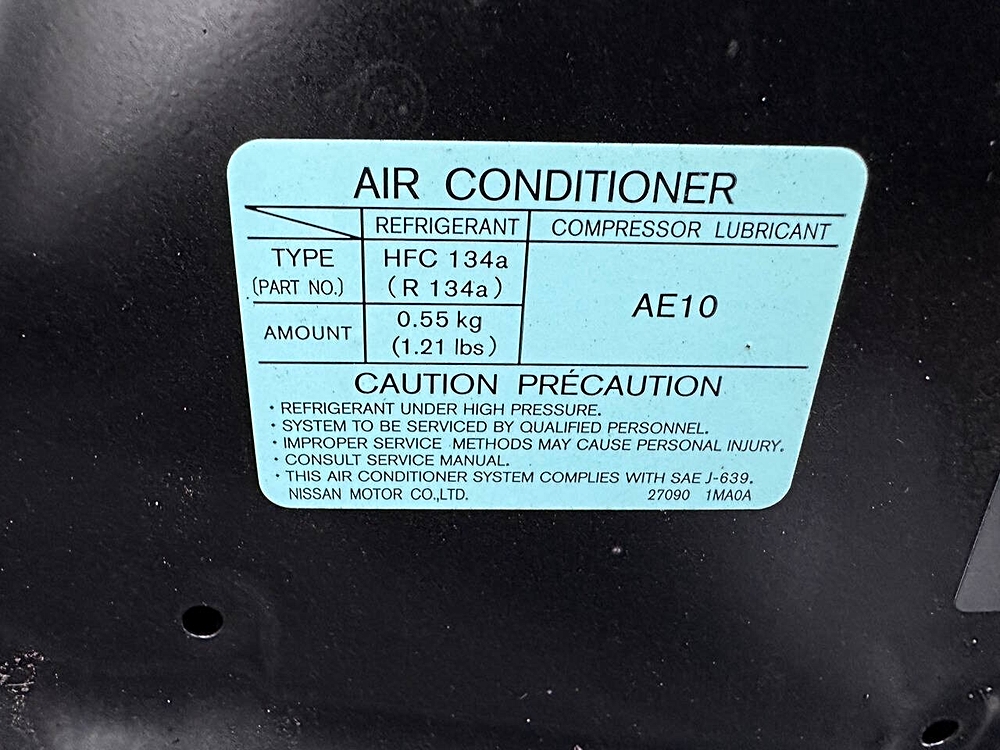 AIR CONDITIONER
REFRIGERANT COMPRESSOR LUBRICANT
TYPE HFC 134a
(PART NO.) (R 134a) AE10
AMOUNT 0.55 kg
(1.21 lbs)
CAUTION PRÉCAUTION
・REFRIGERANT UNDER HIGH PRESSURE.
・SYSTEM TO BE SERVICED BY QUALIFIED PERSONNEL.
・IMPROPER SERVICE METHODS MAY CAUSE PERSONAL INJURY.
・CONSULT SERVICE MANUAL.
・THIS AIR CONDITIONER SYSTEM COMPLIES WITH SAE J-639.
NISSAN MOTOR CO.,LTD. 27090 1MA0A